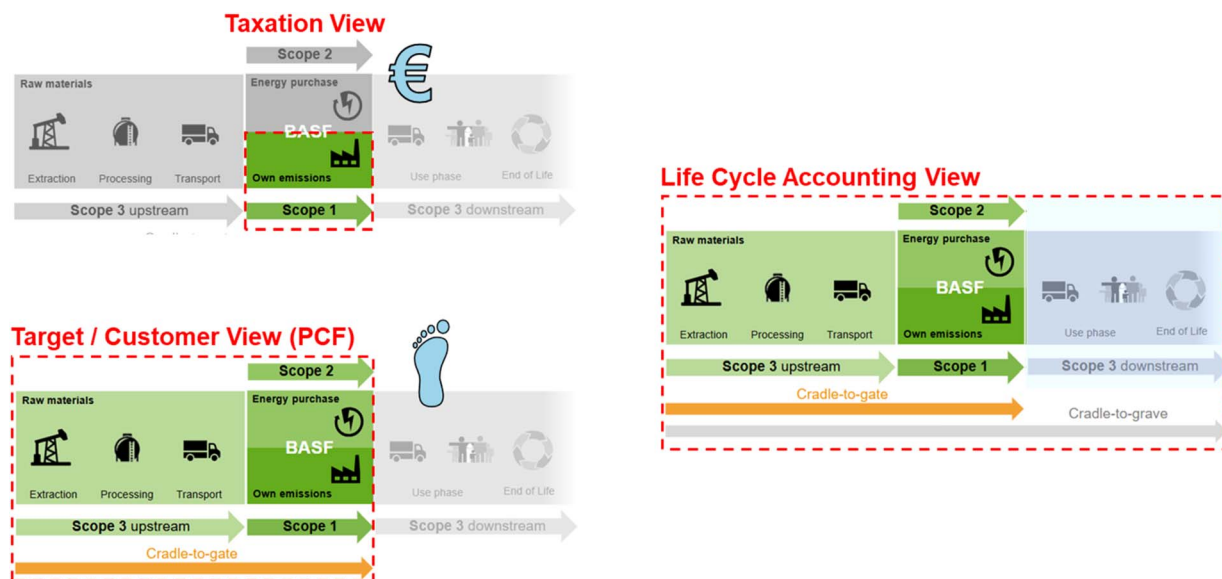 Taxation View
Scope 2
Raw materials
Energy purchase
€
BASF
Extraction
Processing
Transport
Own emissions
Use phase
End of Life
Scope 3 upstream
Scope 1
Scope 3 downstream
Target / Customer View (PCF)
Scope 2
Raw materials
Energy purchase
BASF
Extraction
Processing
Transport
Own emissions
Use phase
End of Life
Scope 3 upstream
Scope 1
Scope 3 downstream
Cradle-to-gate
Life Cycle Accounting View
Scope 2
Raw materials
Energy purchase
BASF
Extraction
Processing
Transport
Own emissions
Use phase
End of Life
Scope 3 upstream
Scope 1
Scope 3 downstream
Cradle-to-gate
Cradle-to-grave